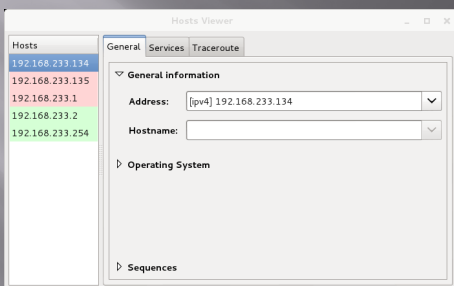 Hosts Viewer
Hosts
192.168.233.134
192.168.233.135
192.168.233.1
192.168.233.2
192.168.233.254
General Services Traceroute
General information
Address: [ipv4] 192.168.233.134
Hostname:
Operating System
Sequences